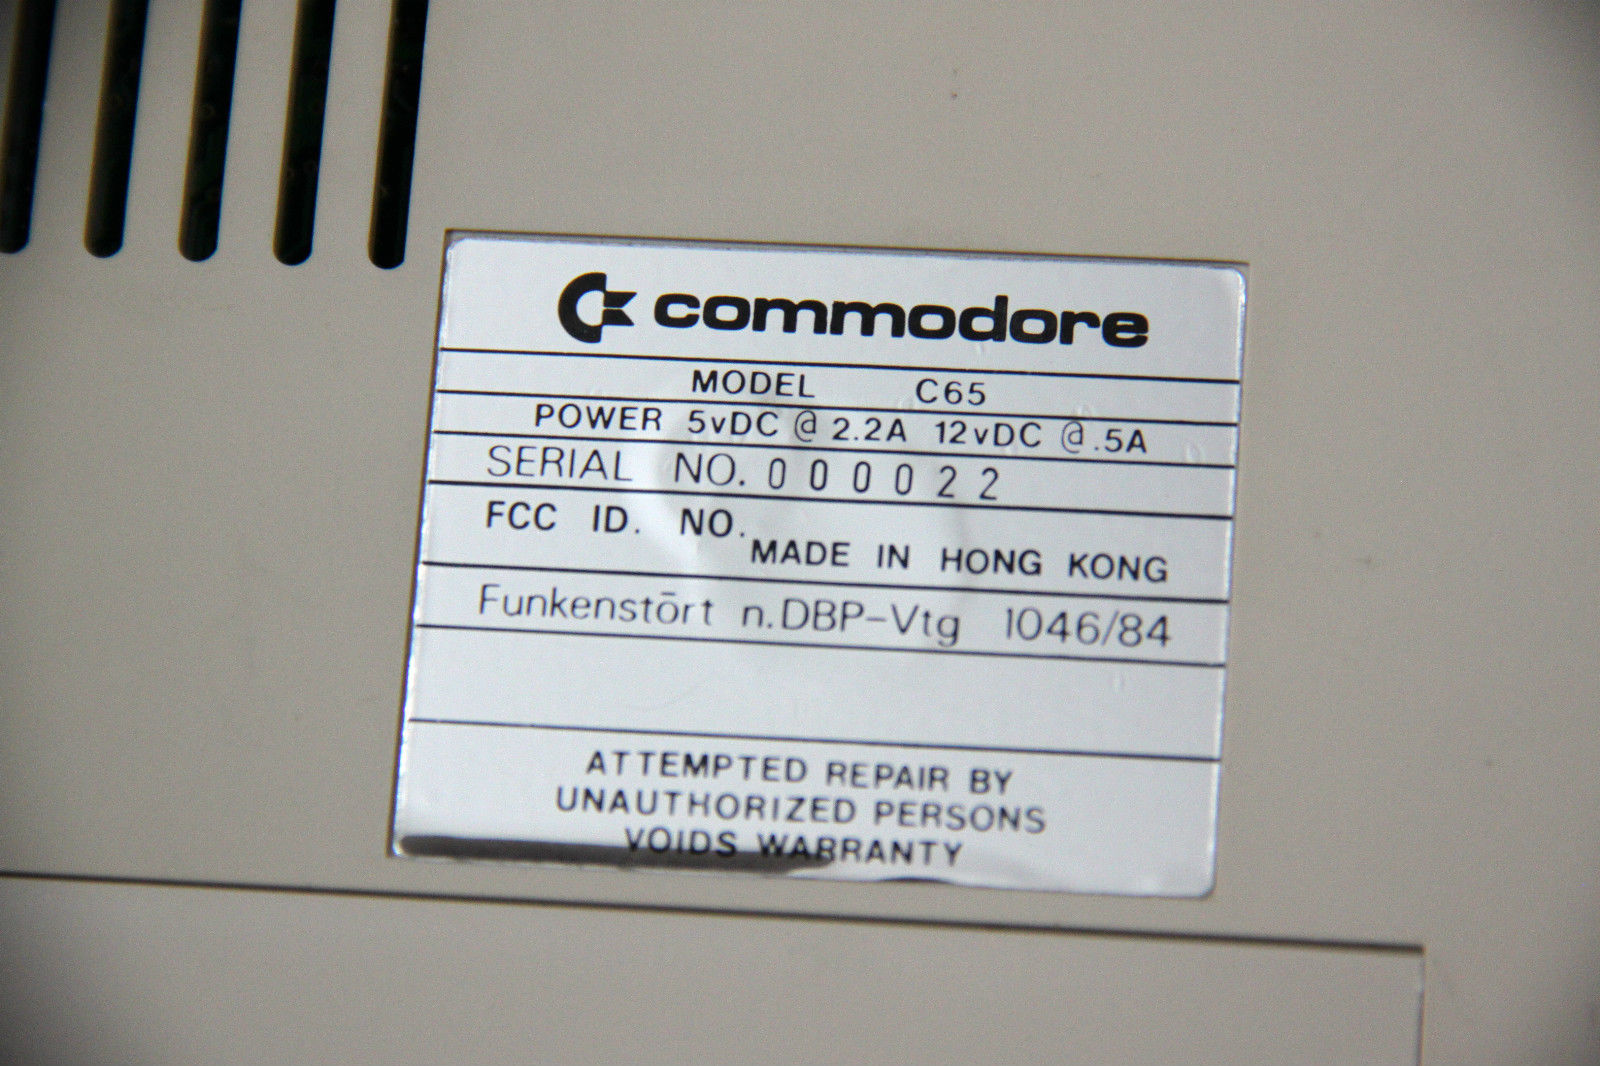 commodore
MODEL C65
POWER 5vDC @ 2.2A 12vDC @ .5A
SERIAL NO. 000022
FCC ID. NO.
MADE IN HONG KONG
Funkenstōrt n.DBP-Vtg 1046/84
ATTEMPTED REPAIR BY
UNAUTHORIZED PERSONS
VOIDS WARRANTY